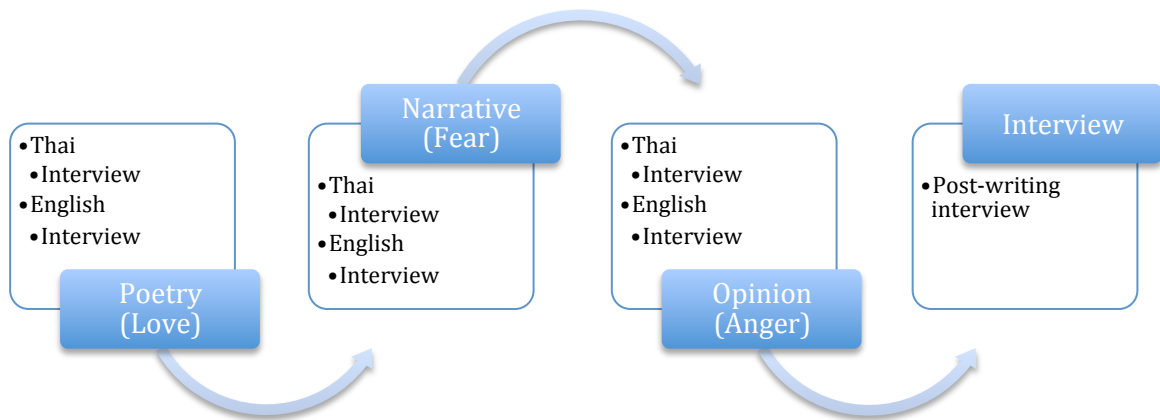 •Thai
•Interview
•English
•Interview
Poetry
(Love)
Narrative
(Fear)
•Thai
•Interview
•English
•Interview
•Thai
•Interview
•English
•Interview
Opinion
(Anger)
Interview
•Post-writing
interview